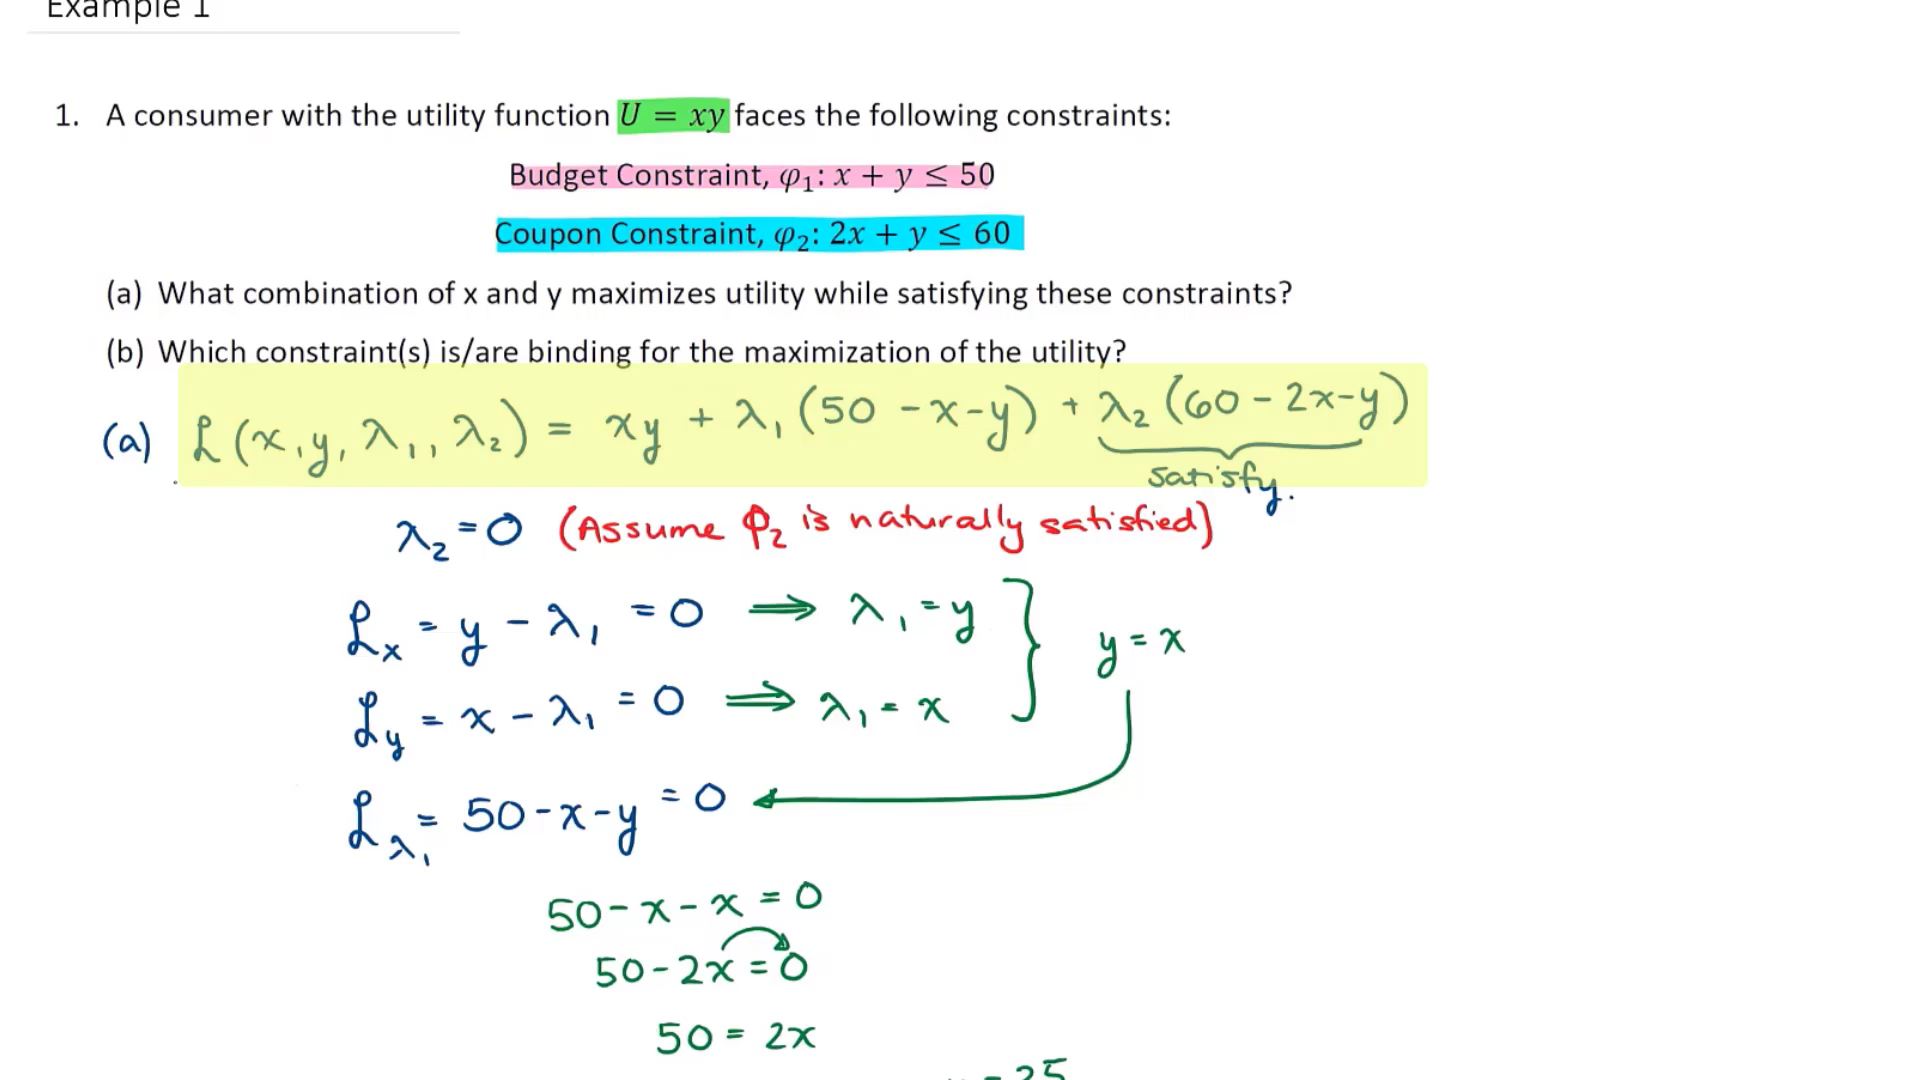 Example 1
1. A consumer with the utility function U = xy faces the following constraints:
Budget Constraint, φ₁: x + y ≤ 50
Coupon Constraint, φ₂: 2x + y ≤ 60
(a) What combination of x and y maximizes utility while satisfying these constraints?
(b) Which constraint(s) is/are binding for the maximization of the utility?
(a) ℒ(x, y, λ₁, λ₂) = xy + λ₁(50 - x - y) + λ₂(60 - 2x - y)
satisfy.
λ₂ = 0 (Assume φ₂ is naturally satisfied)
ℒₓ = y - λ₁ = 0 ⟹ λ₁ = y
y = x
ℒ_y = x - λ₁ = 0 ⟹ λ₁ = x
ℒ_λ₁ = 50 - x - y = 0
50 - x - x = 0
50 - 2x = 0
50 = 2x
= 25